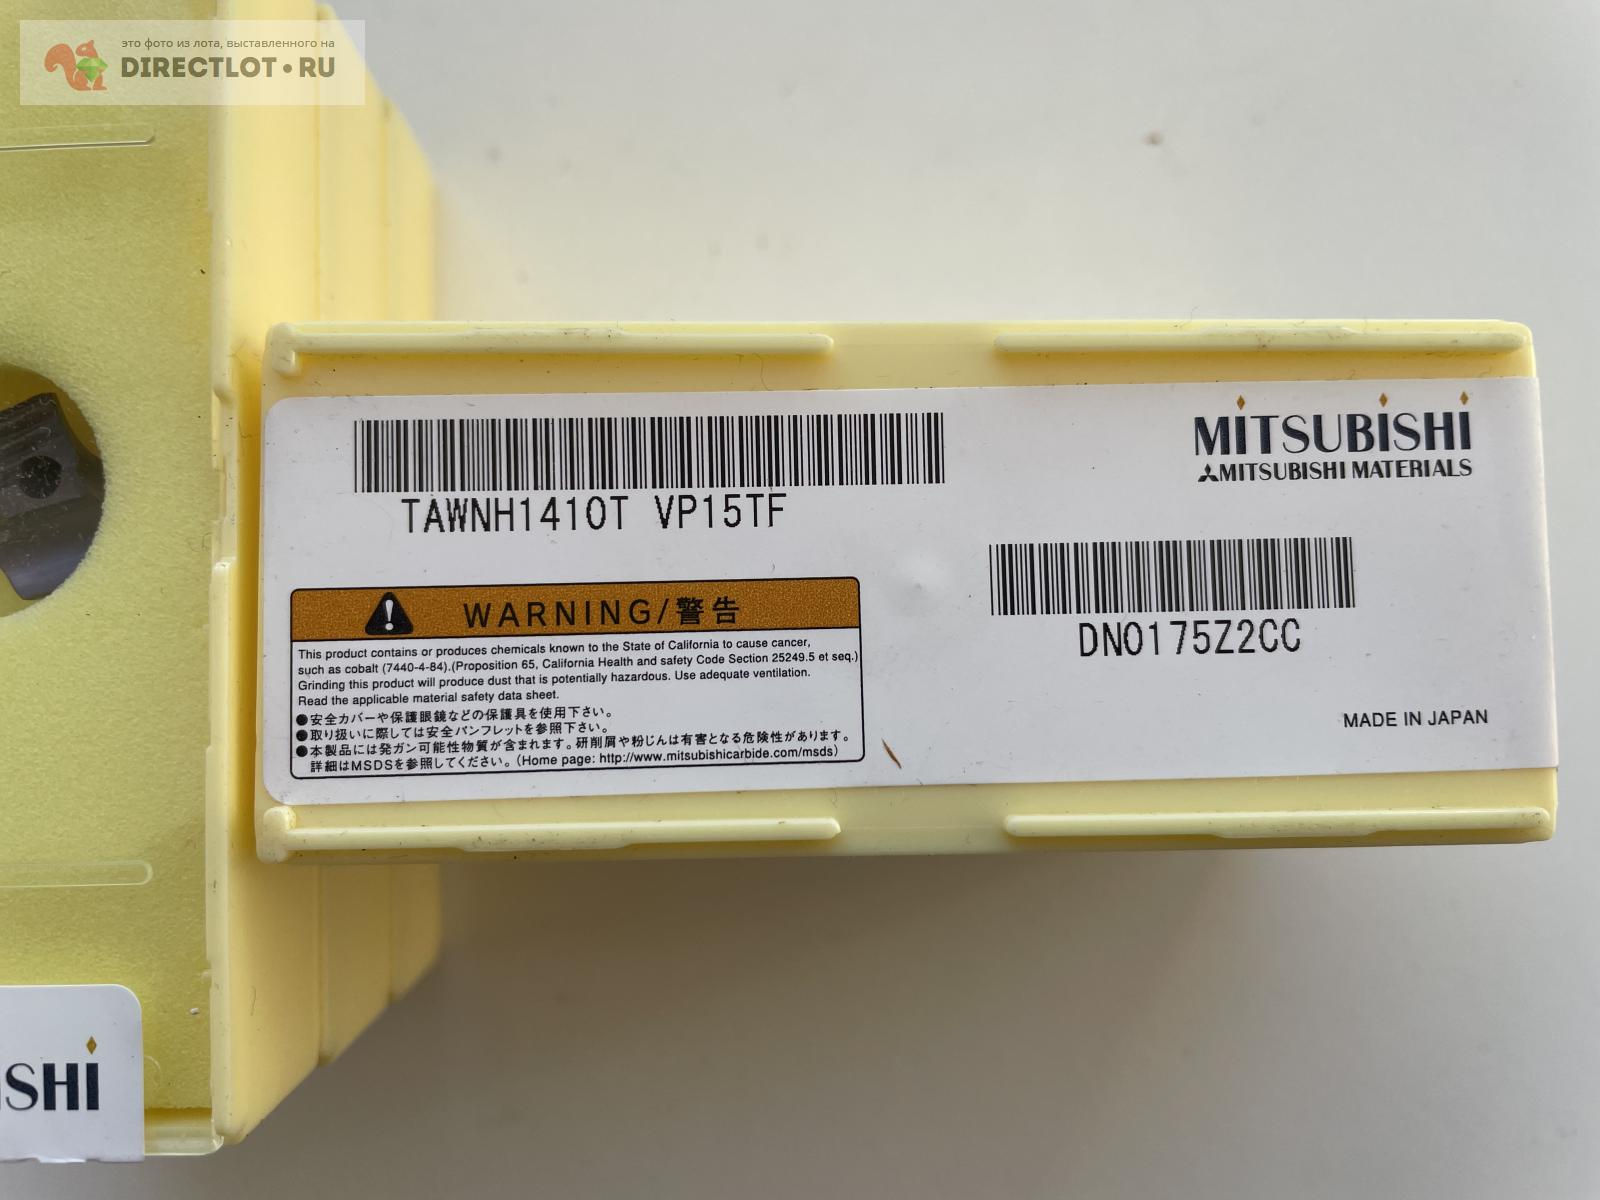 это фото из лота, выставленного на
DIRECTLOT•RU
TAWNH1410T VP15TF
MITSUBISHI
MITSUBISHI MATERIALS
WARNING/警告
This product contains or produces chemicals known to the State of California to cause cancer,
such as cobalt (7440-4-84).(Proposition 65, California Health and safety Code Section 25249.5 et seq.)
Grinding this product will produce dust that is potentially hazardous. Use adequate ventilation.
Read the applicable material safety data sheet.
●安全カバーや保護眼鏡などの保護具を使用下さい。
●取り扱いに際しては安全パンフレットを参照下さい。
●本製品には発ガン可能性物質が含まれます。研削屑や粉じんは有害となる危険性があります。
詳細はMSDSを参照してください。(Home page: http://www.mitsubishicarbide.com/msds)
DN0175Z2CC
MADE IN JAPAN
SHI